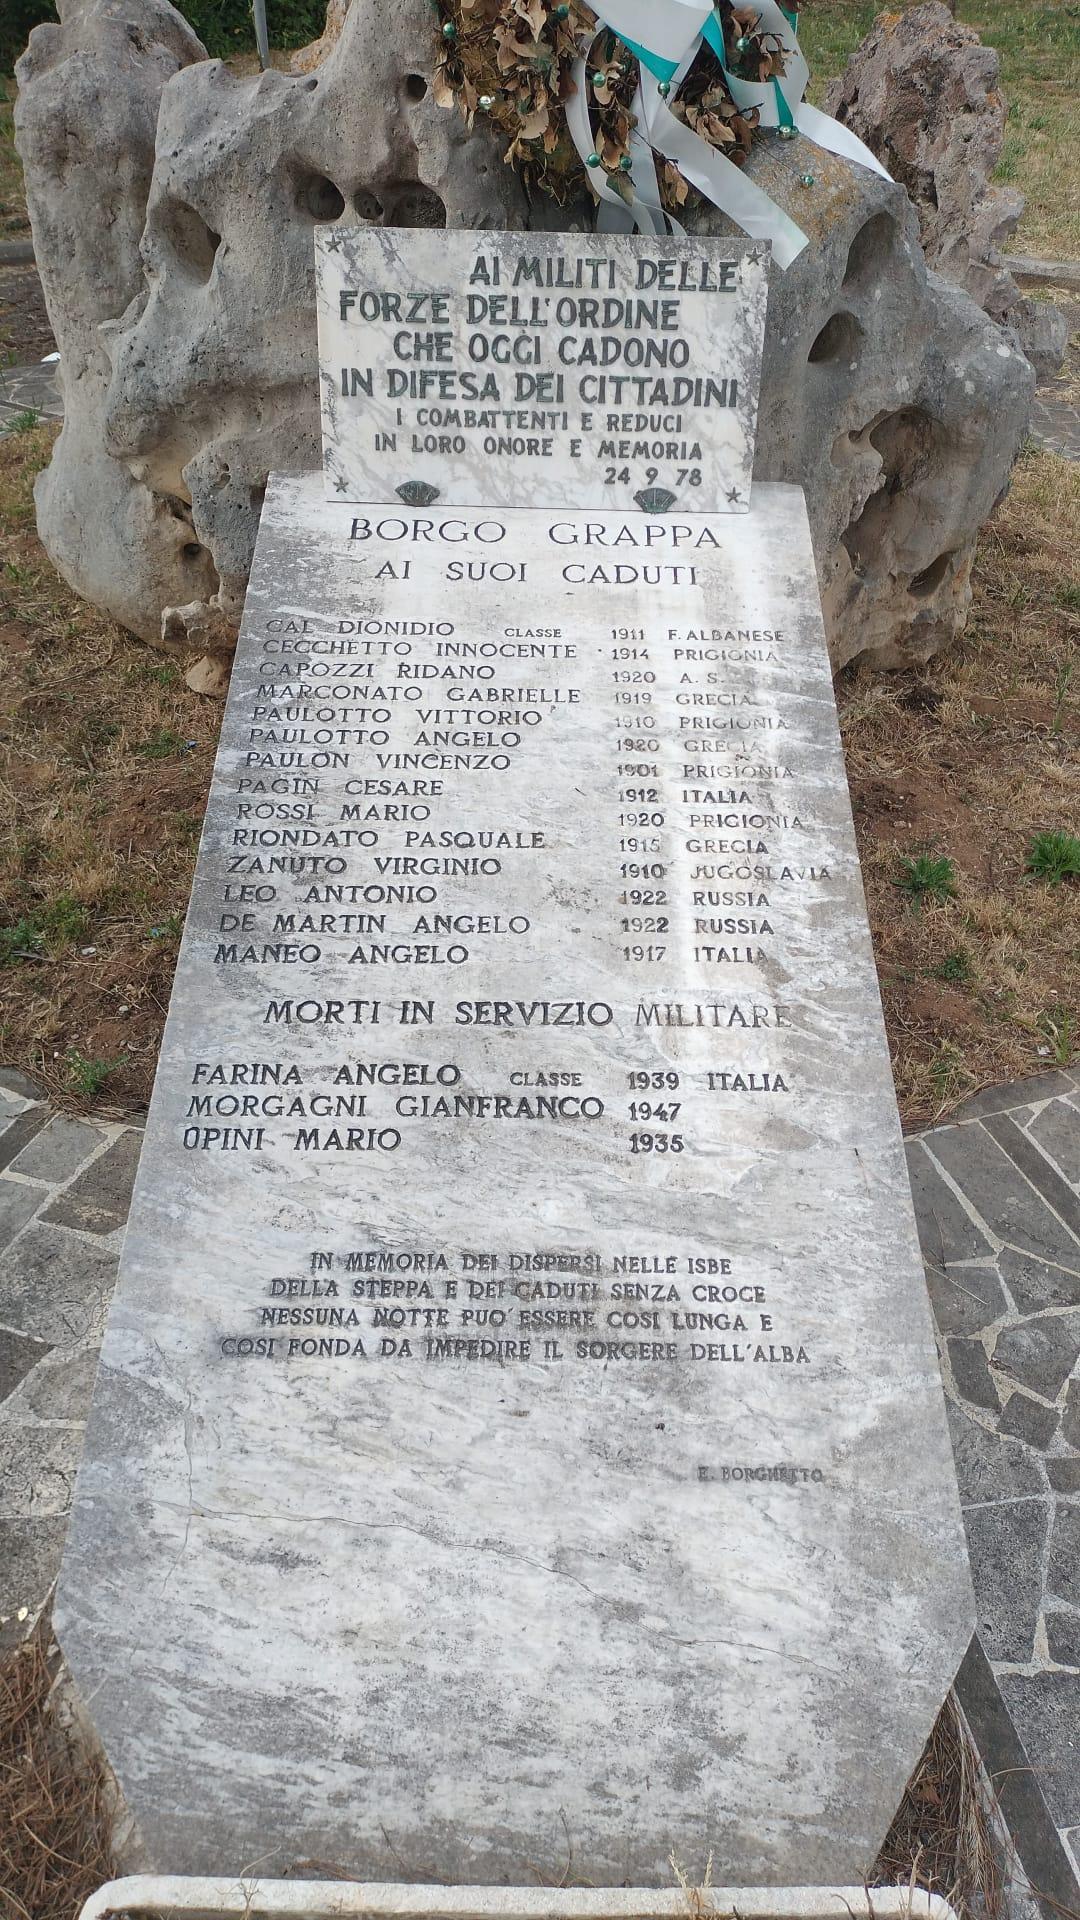 AI MILITI DELLE
FORZE DELL'ORDINE
CHE OGGI CADONO
IN DIFESA DEI CITTADINI
I COMBATTENTI E REDUCI
IN LORO ONORE E MEMORIA
24 9 78
BORGO GRAPPA
AI SUOI CADUTI
CAL DIONIDIO CLASSE 1911 F. ALBANESE
CECCHETTO INNOCENTE 1914 PRIGIONIA
CAPOZZI RIDANO 1920 A. S.
MARCONATO GABRIELLE 1919 GRECIA
PAULOTTO VITTORIO 1910 PRIGIONIA
PAULOTTO ANGELO 1920 GRECIA
PAULON VINCENZO 1901 PRIGIONIA
PAGIN CESARE 1912 ITALIA
ROSSI MARIO 1920 PRIGIONIA
RIONDATO PASQUALE 1915 GRECIA
ZANUTO VIRGINIO 1910 JUGOSLAVIA
LEO ANTONIO 1922 RUSSIA
DE MARTIN ANGELO 1922 RUSSIA
MANEO ANGELO 1917 ITALIA
MORTI IN SERVIZIO MILITARE
FARINA ANGELO CLASSE 1939 ITALIA
MORGAGNI GIANFRANCO 1947
OPINI MARIO 1935
IN MEMORIA DEI DISPERSI NELLE ISBE
DELLA STEPPA E DEI CADUTI SENZA CROCE
NESSUNA NOTTE PUO' ESSERE COSI LUNGA E
COSI FONDA DA IMPEDIRE IL SORGERE DELL'ALBA
E. BORGHETTO